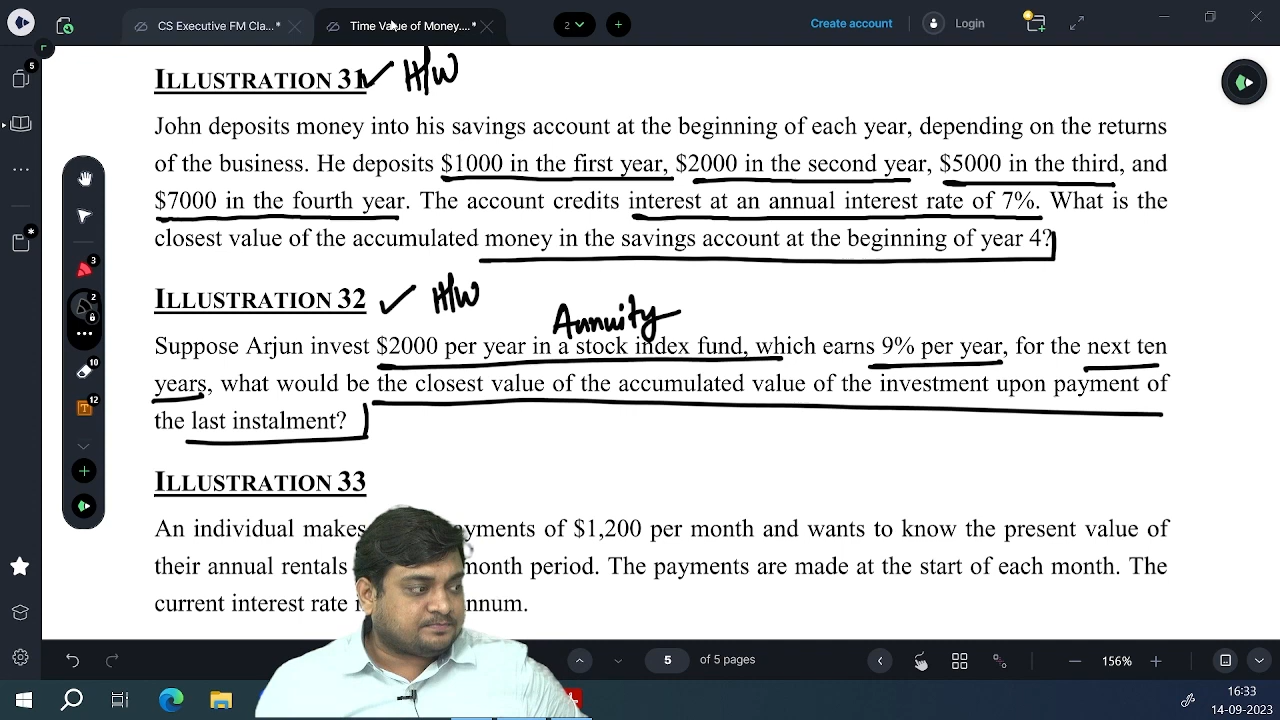 CS Executive FM Cla...*
Time Value of Money....*
2
Create account
Login
5
ILLUSTRATION 31 H/W
John deposits money into his savings account at the beginning of each year, depending on the returns
of the business. He deposits $1000 in the first year, $2000 in the second year, $5000 in the third, and
$7000 in the fourth year. The account credits interest at an annual interest rate of 7%. What is the
closest value of the accumulated money in the savings account at the beginning of year 4?
ILLUSTRATION 32 H/W
Annuity
Suppose Arjun invest $2000 per year in a stock index fund, which earns 9% per year, for the next ten
years, what would be the closest value of the accumulated value of the investment upon payment of
the last instalment?
ILLUSTRATION 33
An individual makes yments of $1,200 per month and wants to know the present value of
their annual rentals month period. The payments are made at the start of each month. The
current interest rate nnum.
3
2
10
12
5 of 5 pages
156%
16:33
14-09-2023